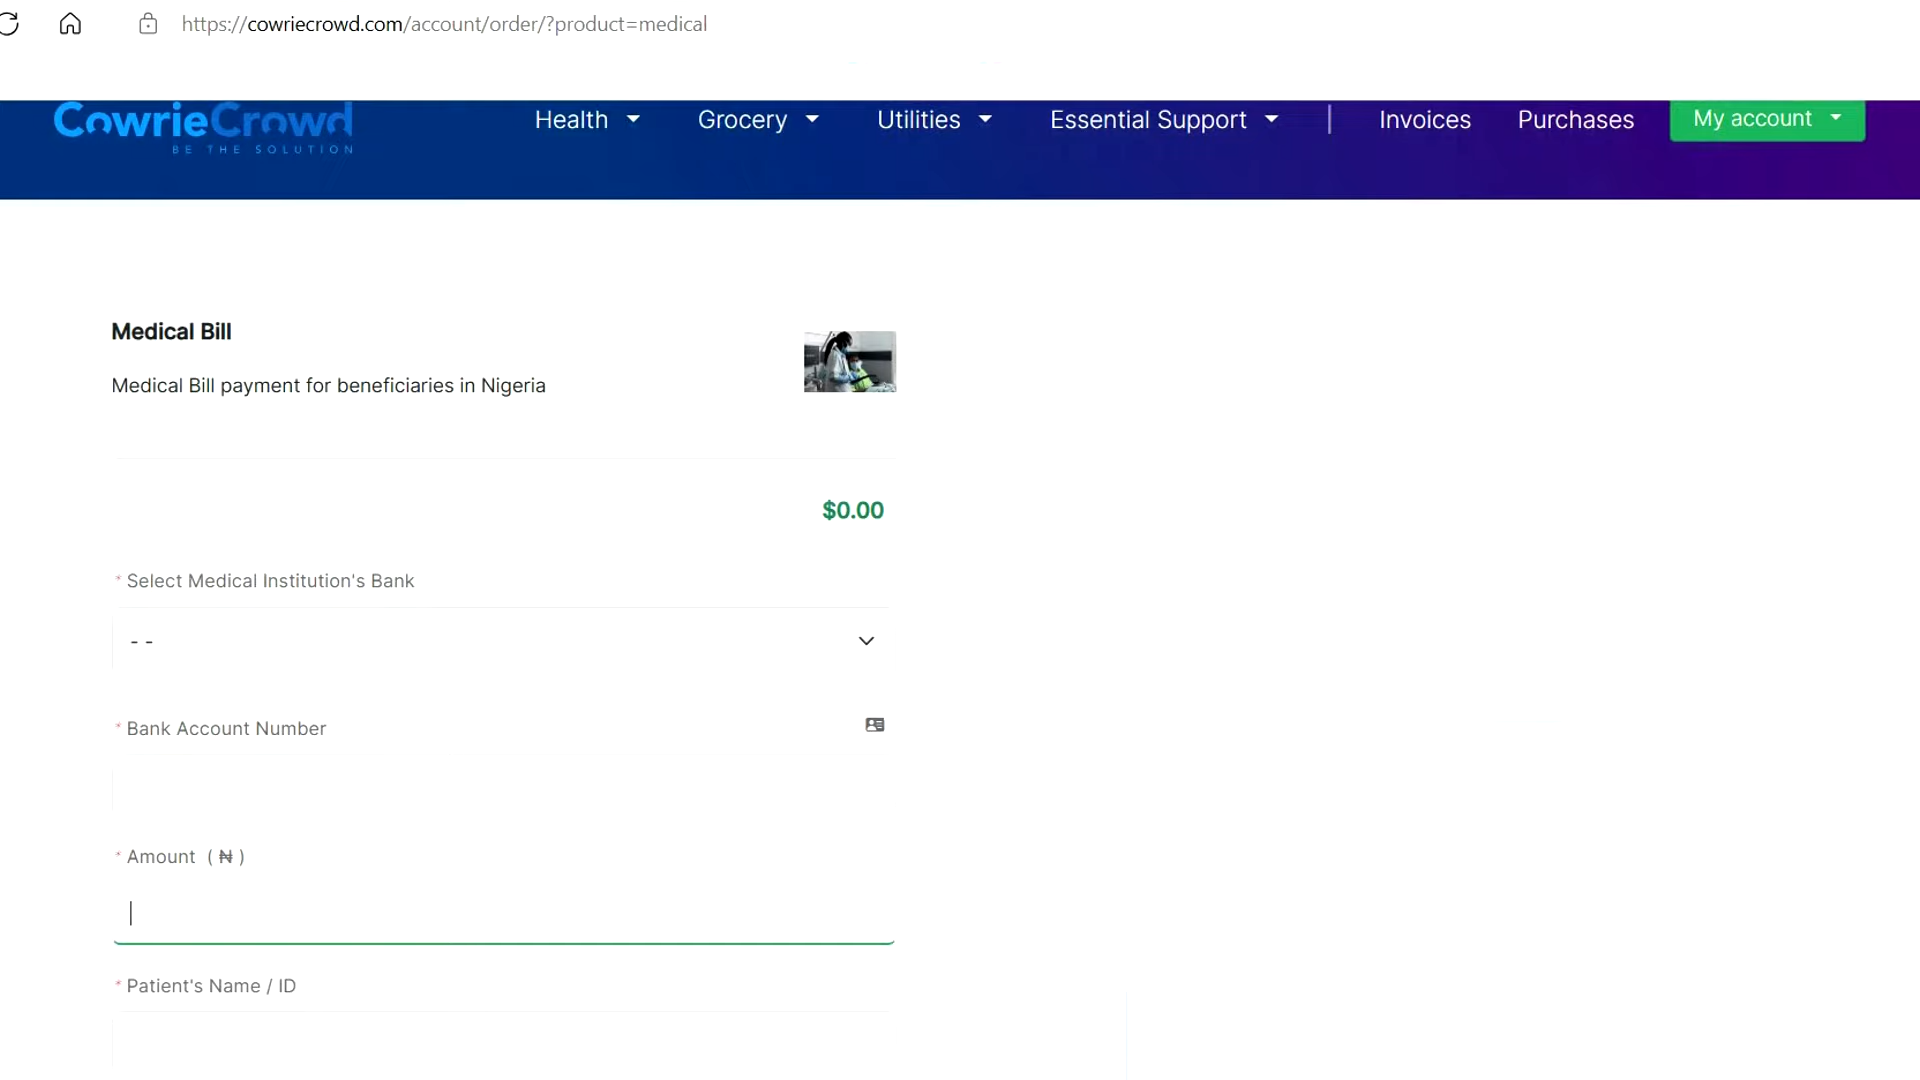 https://cowriecrowd.com/account/order/?product=medical
CowrieCrowd
BE THE SOLUTION
Health
Grocery
Utilities
Essential Support
|
Invoices
Purchases
My account
Medical Bill
Medical Bill payment for beneficiaries in Nigeria
$0.00
* Select Medical Institution's Bank
- -
* Bank Account Number
* Amount ( ₦ )
* Patient's Name / ID